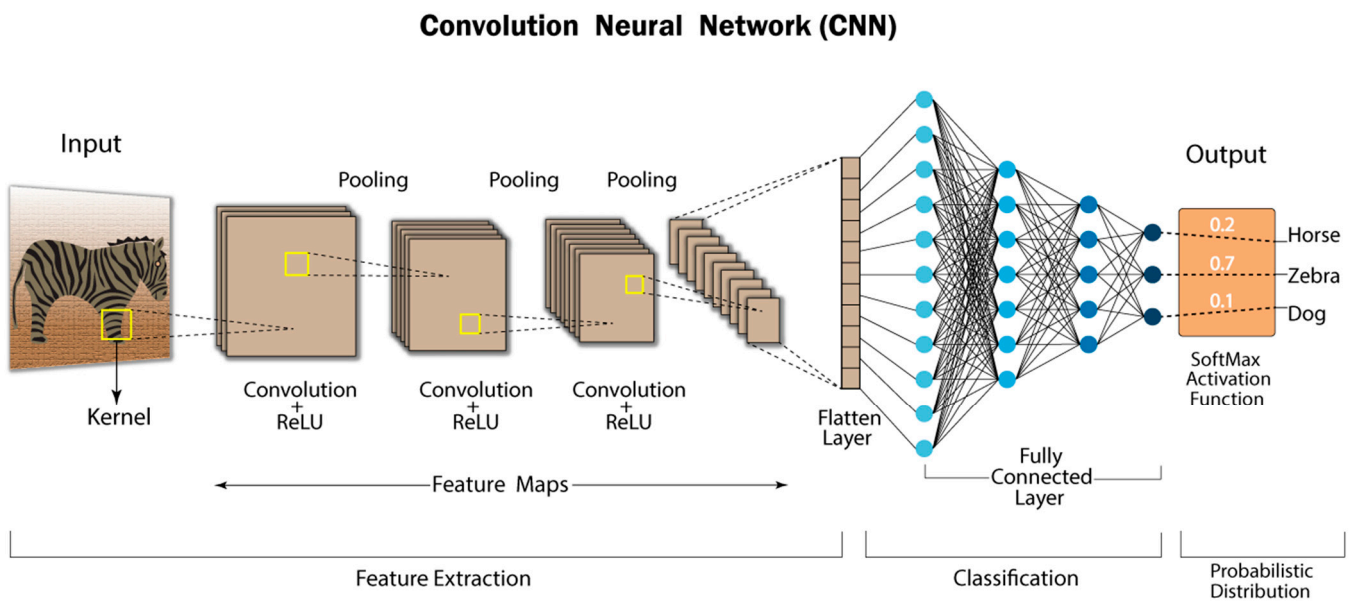 Convolution Neural Network (CNN)
Input
Output
Pooling
Pooling
Pooling
Kernel
Convolution
+
ReLU
Convolution
+
ReLU
Convolution
+
ReLU
Flatten
Layer
0.2
0.7
0.1
Horse
Zebra
Dog
SoftMax
Activation
Function
Fully
Connected
Layer
Feature Maps
Feature Extraction
Classification
Probabilistic
Distribution